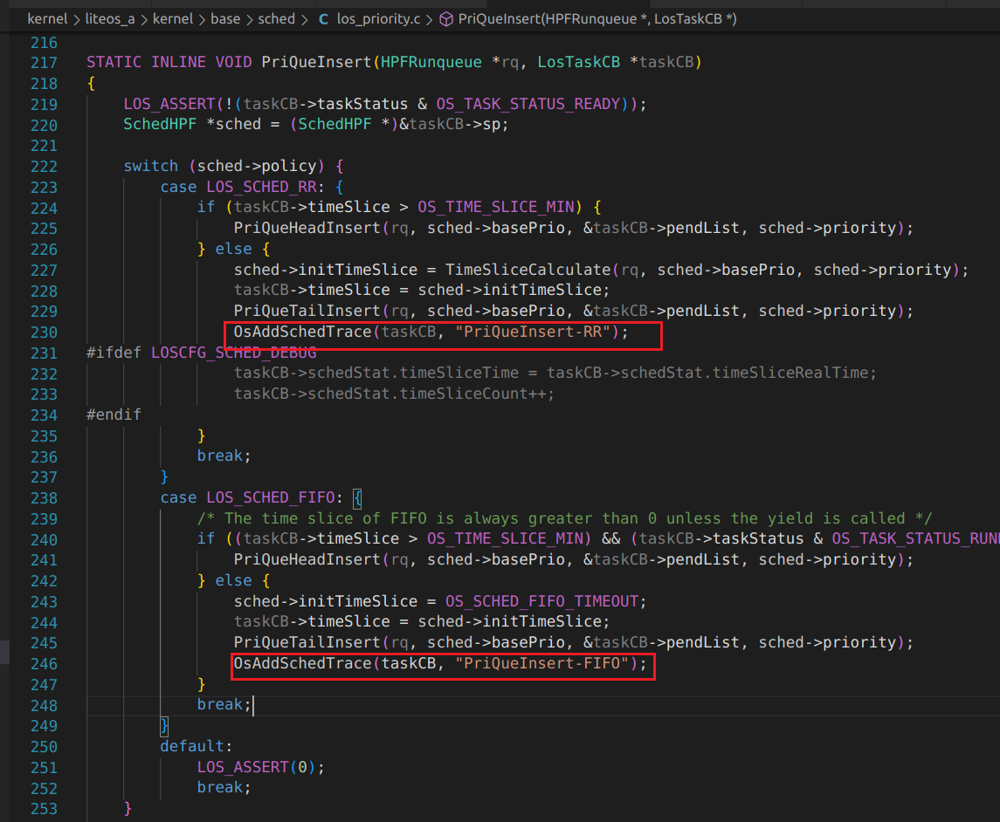 kernel > liteos_a > kernel > base > sched > C los_priority.c > PriQueInsert(HPFRunqueue *, LosTaskCB *)
216
217 STATIC INLINE VOID PriQueInsert(HPFRunqueue *rq, LosTaskCB *taskCB)
218 {
219     LOS_ASSERT(!(taskCB->taskStatus & OS_TASK_STATUS_READY));
220     SchedHPF *sched = (SchedHPF *)&taskCB->sp;
221
222     switch (sched->policy) {
223         case LOS_SCHED_RR: {
224             if (taskCB->timeSlice > OS_TIME_SLICE_MIN) {
225                 PriQueHeadInsert(rq, sched->basePrio, &taskCB->pendList, sched->priority);
226             } else {
227                 sched->initTimeSlice = TimeSliceCalculate(rq, sched->basePrio, sched->priority);
228                 taskCB->timeSlice = sched->initTimeSlice;
229                 PriQueTailInsert(rq, sched->basePrio, &taskCB->pendList, sched->priority);
230                 OsAddSchedTrace(taskCB, "PriQueInsert-RR");
231 #ifdef LOSCFG_SCHED_DEBUG
232                 taskCB->schedStat.timeSliceTime = taskCB->schedStat.timeSliceRealTime;
233                 taskCB->schedStat.timeSliceCount++;
234 #endif
235             }
236             break;
237         }
238         case LOS_SCHED_FIFO: {
239             /* The time slice of FIFO is always greater than 0 unless the yield is called */
240             if ((taskCB->timeSlice > OS_TIME_SLICE_MIN) && (taskCB->taskStatus & OS_TASK_STATUS_RUN
241                 PriQueHeadInsert(rq, sched->basePrio, &taskCB->pendList, sched->priority);
242             } else {
243                 sched->initTimeSlice = OS_SCHED_FIFO_TIMEOUT;
244                 taskCB->timeSlice = sched->initTimeSlice;
245                 PriQueTailInsert(rq, sched->basePrio, &taskCB->pendList, sched->priority);
246                 OsAddSchedTrace(taskCB, "PriQueInsert-FIFO");
247             }
248             break;
249         }
250         default:
251             LOS_ASSERT(0);
252             break;
253     }